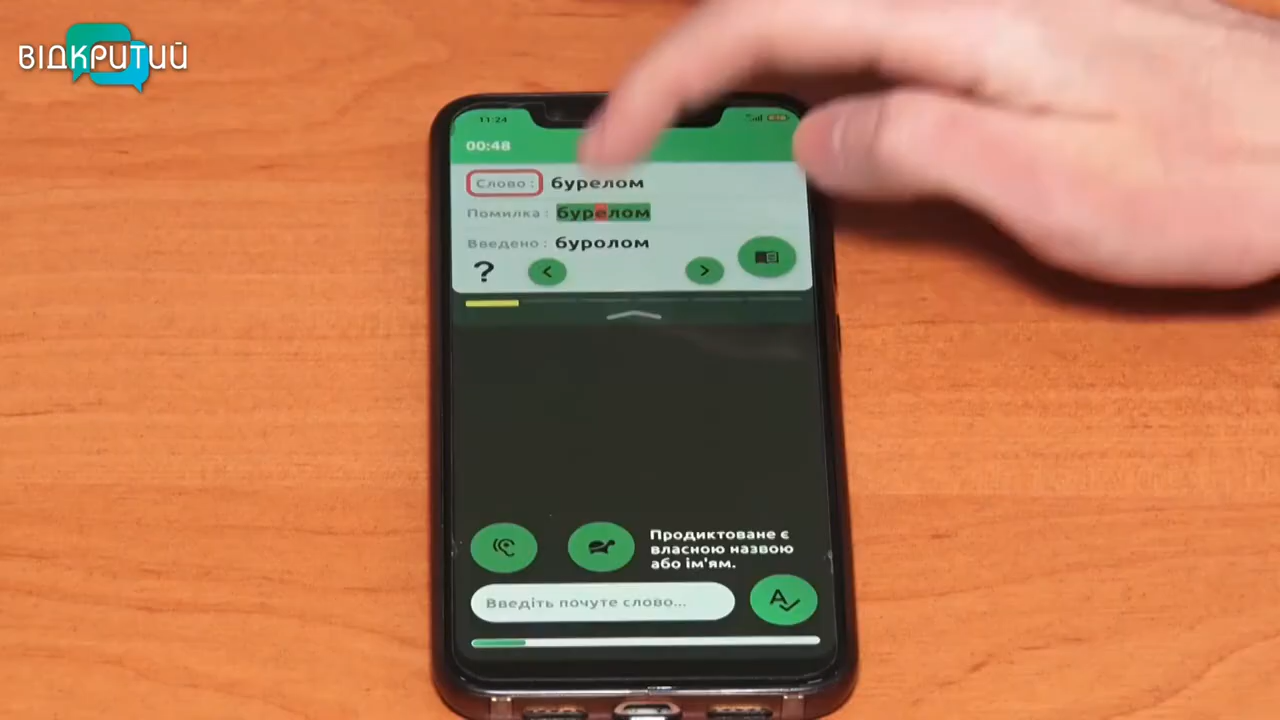 ВІДКРИТИЙ
11:24
00:48
Слово : бурелом
Помилка : бурелом
Введено : буролом
?
< >
Продиктоване є
власною назвою
або ім'ям.
Введіть почуте слово...
A